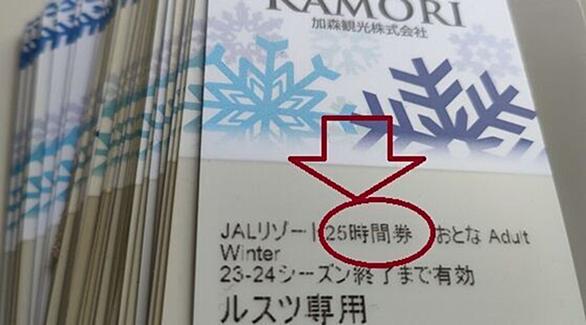 KAMORI
加森観光株式会社
JALリゾート25時間券 おとな Adult
Winter
23-24シーズン終了まで有効
ルスツ専用